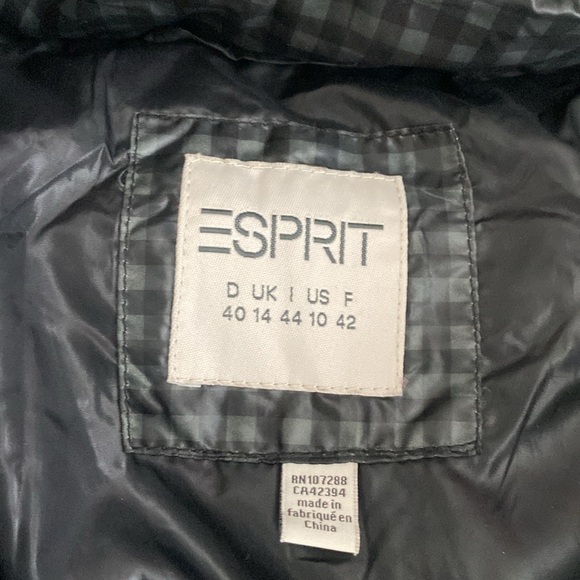 ESPRIT
D UK I US F
40 14 44 10 42
RN107288
CA42394
made in
fabriqué en
China